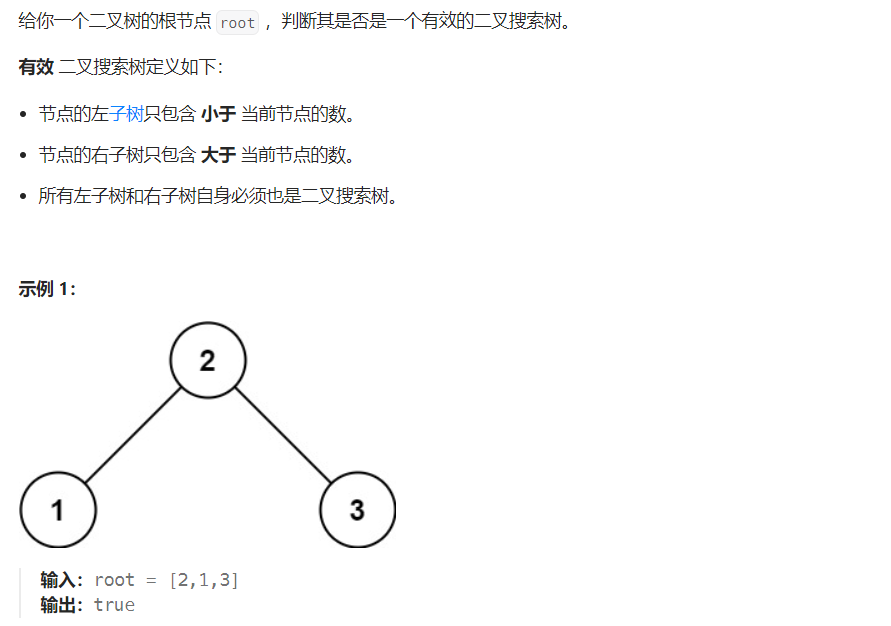 给你一个二叉树的根节点 root ，判断其是否是一个有效的二叉搜索树。
有效 二叉搜索树定义如下：
• 节点的左子树只包含 小于 当前节点的数。
• 节点的右子树只包含 大于 当前节点的数。
• 所有左子树和右子树自身必须也是二叉搜索树。
示例 1：
2
1 3
输入：root = [2,1,3]
输出：true